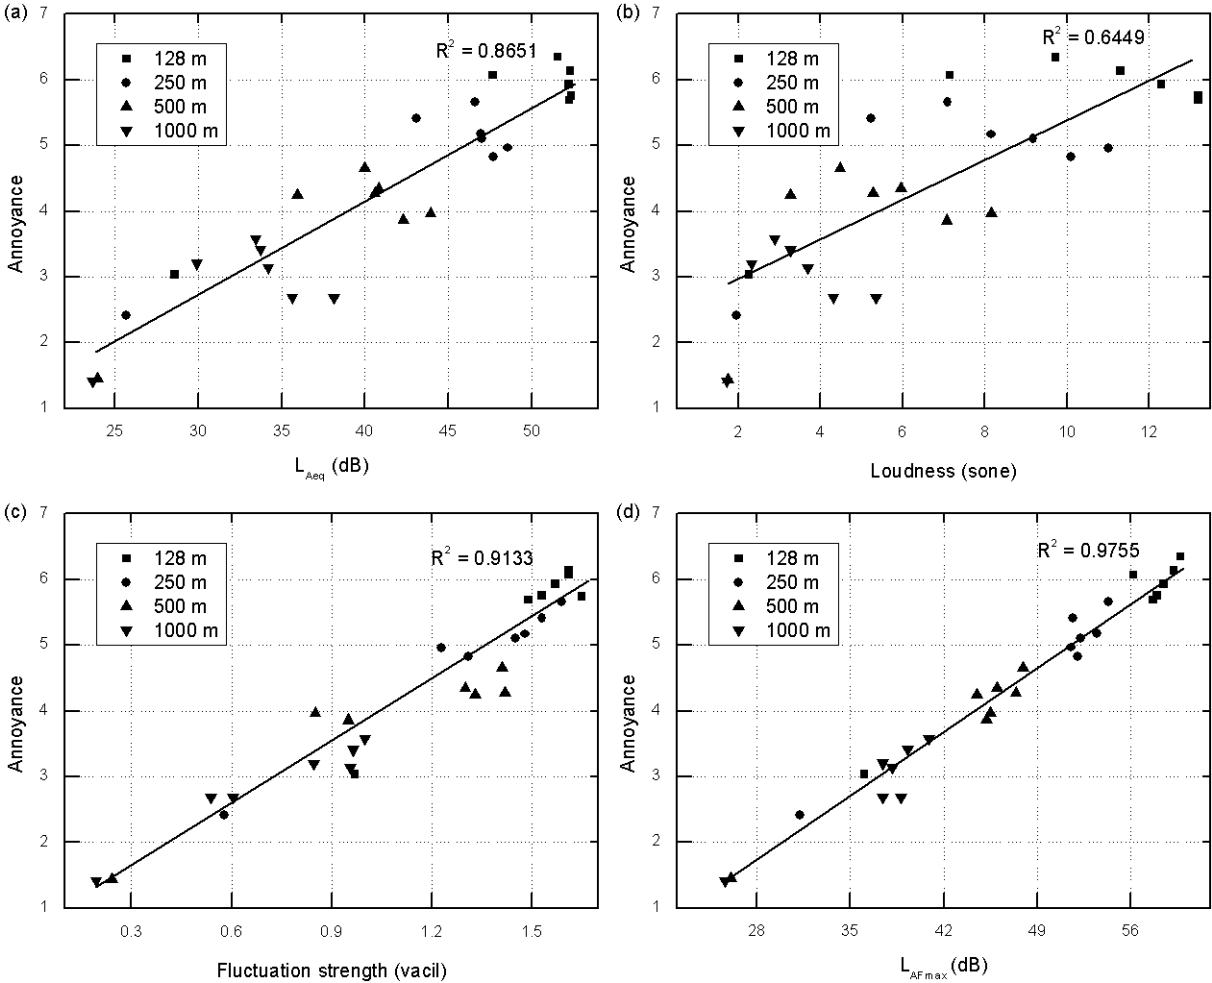 (a)
7
6
5
4
3
2
1
Annoyance
128 m
250 m
500 m
1000 m
R² = 0.8651
25 30 35 40 45 50
L_Aeq (dB)
(b)
7
6
5
4
3
2
1
Annoyance
128 m
250 m
500 m
1000 m
R² = 0.6449
2 4 6 8 10 12
Loudness (sone)
(c)
7
6
5
4
3
2
1
Annoyance
128 m
250 m
500 m
1000 m
R² = 0.9133
0.3 0.6 0.9 1.2 1.5
Fluctuation strength (vacil)
(d)
7
6
5
4
3
2
1
Annoyance
128 m
250 m
500 m
1000 m
R² = 0.9755
28 35 42 49 56
L_AFmax (dB)